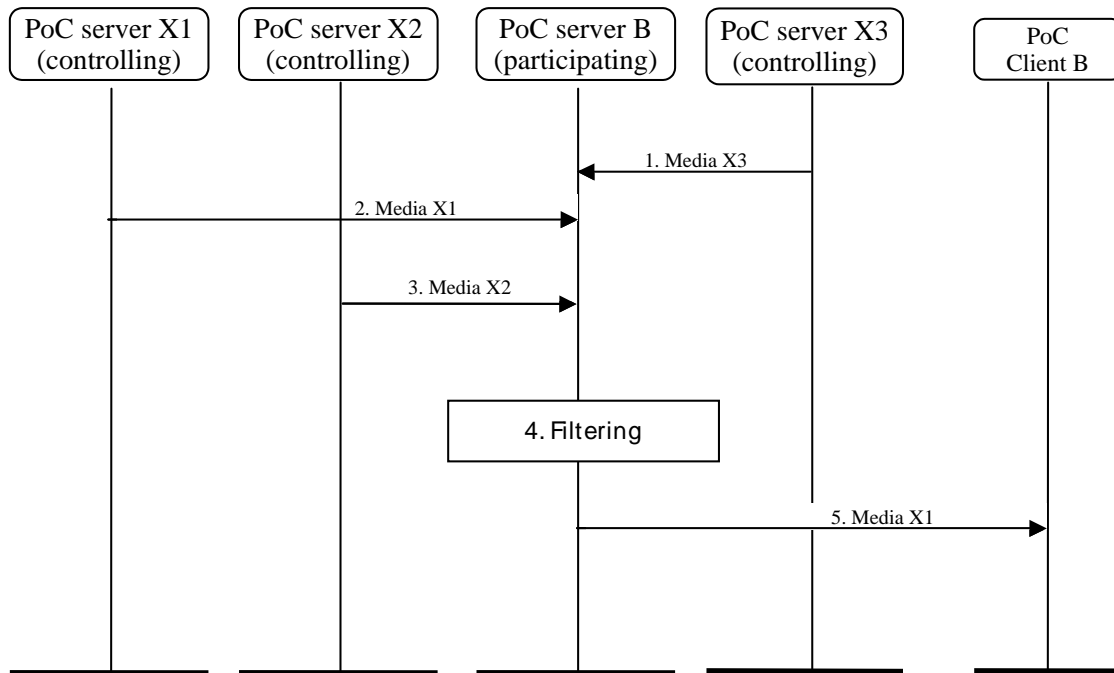 PoC server X1
(controlling)
PoC server X2
(controlling)
PoC server B
(participating)
PoC server X3
(controlling)
PoC
Client B
1. Media X3
2. Media X1
3. Media X2
4. Filtering
5. Media X1